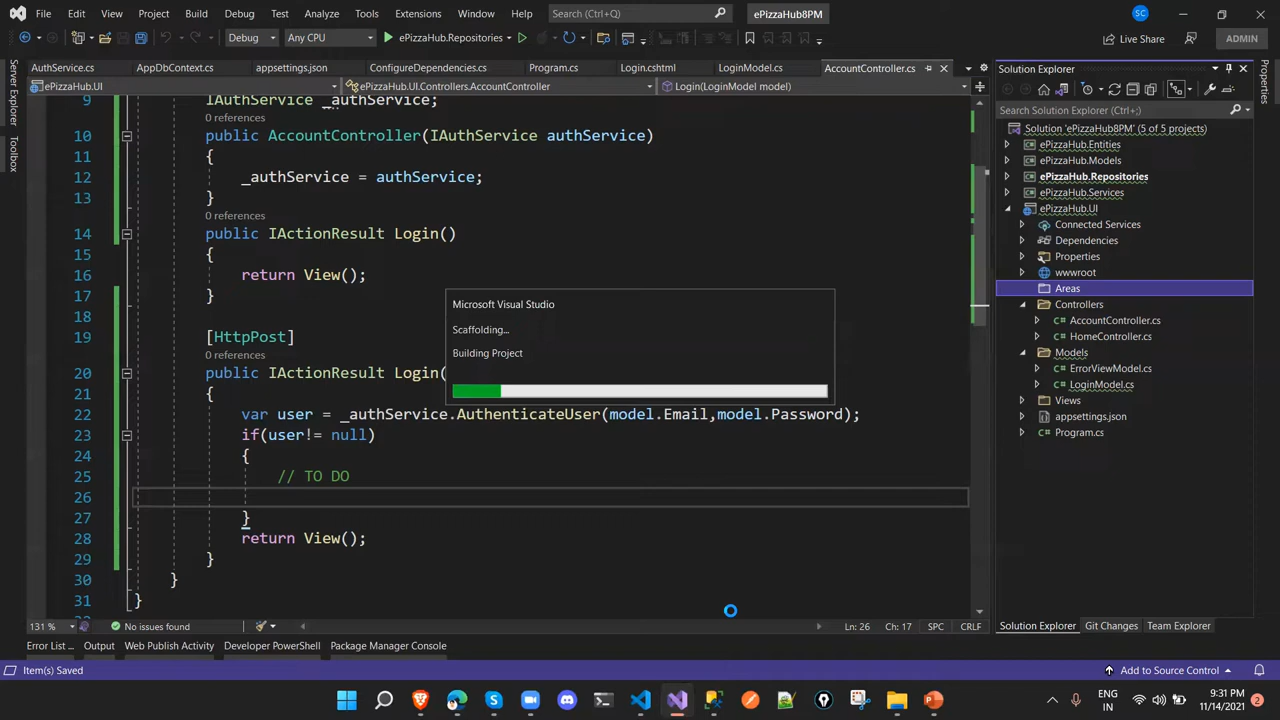 File Edit View Project Build Debug Test Analyze Tools Extensions Window Help Search (Ctrl+Q) ePizzaHub8PM SC
Debug Any CPU ePizzaHub.Repositories Live Share ADMIN
AuthService.cs AppDbContext.cs appsettings.json ConfigureDependencies.cs Program.cs Login.cshtml LoginModel.cs AccountController.cs
ePizzaHub.UI ePizzaHub.UI.Controllers.AccountController Login(LoginModel model)
Server Explorer
Toolbox
9 IAuthService _authService;
0 references
10 public AccountController(IAuthService authService)
11 {
12 _authService = authService;
13 }
0 references
14 public IActionResult Login()
15 {
16 return View();
17 }
18
19 [HttpPost]
0 references
20 public IActionResult Login(
21 {
22 var user = _authService.AuthenticateUser(model.Email,model.Password);
23 if(user!= null)
24 {
25 // TO DO
26
27 }
28 return View();
29 }
30 }
31 }
Microsoft Visual Studio
Scaffolding...
Building Project
131 % No issues found Ln: 26 Ch: 17 SPC CRLF
Error List ... Output Web Publish Activity Developer PowerShell Package Manager Console
Solution Explorer
Search Solution Explorer (Ctrl+;)
Solution 'ePizzaHub8PM' (5 of 5 projects)
ePizzaHub.Entities
ePizzaHub.Models
ePizzaHub.Repositories
ePizzaHub.Services
ePizzaHub.UI
Connected Services
Dependencies
Properties
wwwroot
Areas
Controllers
AccountController.cs
HomeController.cs
Models
ErrorViewModel.cs
LoginModel.cs
Views
appsettings.json
Program.cs
Solution Explorer Git Changes Team Explorer
Properties
Item(s) Saved Add to Source Control
ENG
IN
9:31 PM
11/14/2021
2